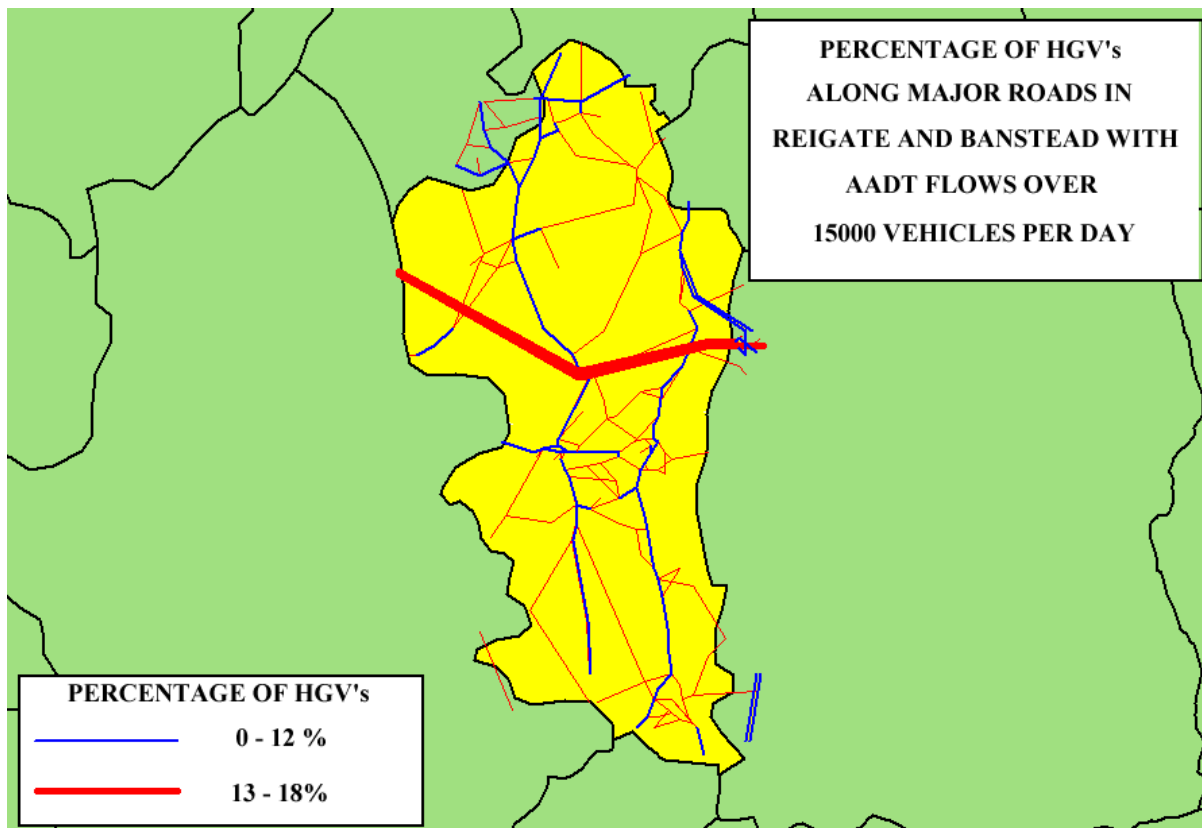 PERCENTAGE OF HGV's
ALONG MAJOR ROADS IN
REIGATE AND BANSTEAD WITH
AADT FLOWS OVER
15000 VEHICLES PER DAY
PERCENTAGE OF HGV's
0 - 12 %
13 - 18%